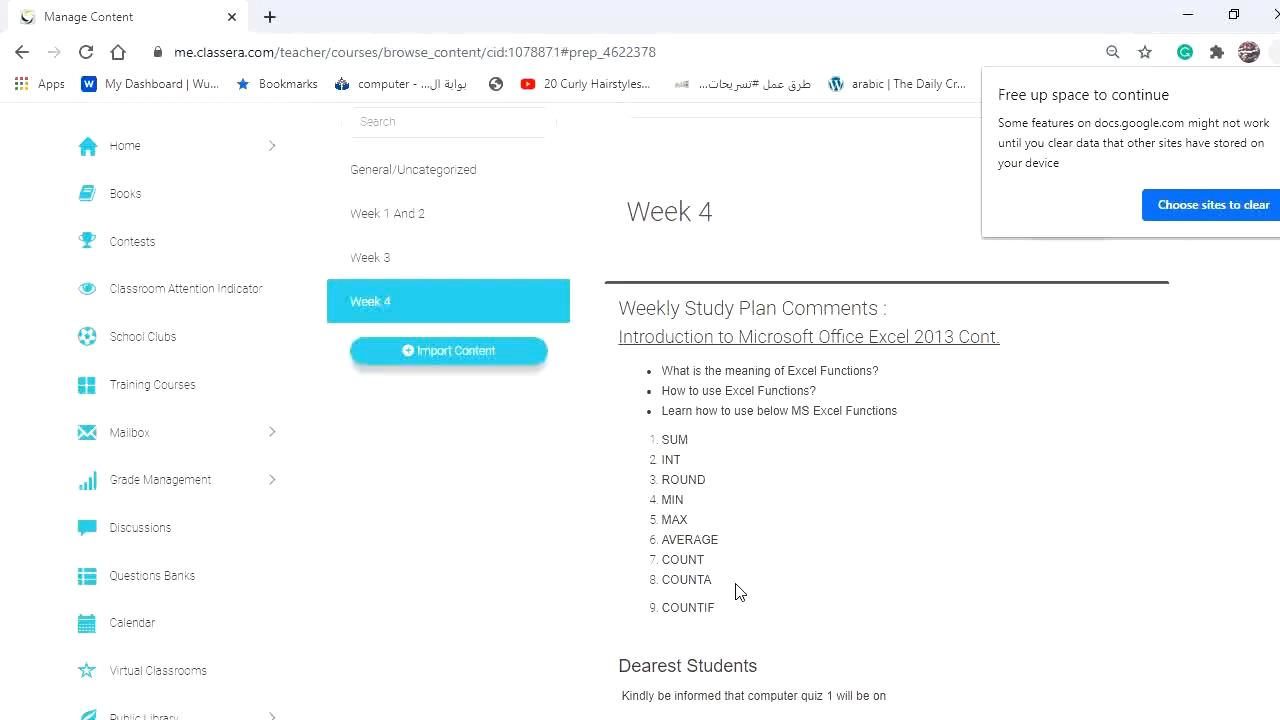 Manage Content
me.classera.com/teacher/courses/browse_content/cid:1078871#prep_4622378
Apps
My Dashboard | Wu...
Bookmarks
computer - ...بوابة ال
20 Curly Hairstyles...
طرق عمل #تسريحات...
arabic | The Daily Cr...
Free up space to continue
Some features on docs.google.com might not work
until you clear data that other sites have stored on
your device
Choose sites to clear
Home
Books
Contests
Classroom Attention Indicator
School Clubs
Training Courses
Mailbox
Grade Management
Discussions
Questions Banks
Calendar
Virtual Classrooms
Public Library
Search
General/Uncategorized
Week 1 And 2
Week 3
Week 4
Import Content
Week 4
Weekly Study Plan Comments :
Introduction to Microsoft Office Excel 2013 Cont.
• What is the meaning of Excel Functions?
• How to use Excel Functions?
• Learn how to use below MS Excel Functions
1. SUM
2. INT
3. ROUND
4. MIN
5. MAX
6. AVERAGE
7. COUNT
8. COUNTA
9. COUNTIF
Dearest Students
Kindly be informed that computer quiz 1 will be on